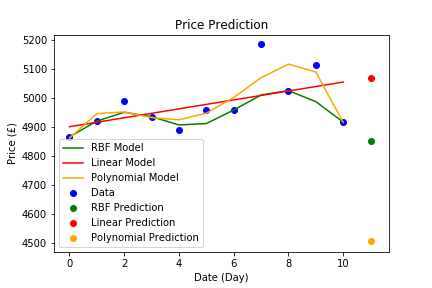 Price Prediction
5200
5100
5000
4900
4800
4700
4600
4500
Price (£)
RBF Model
Linear Model
Polynomial Model
Data
RBF Prediction
Linear Prediction
Polynomial Prediction
0 2 4 6 8 10
Date (Day)